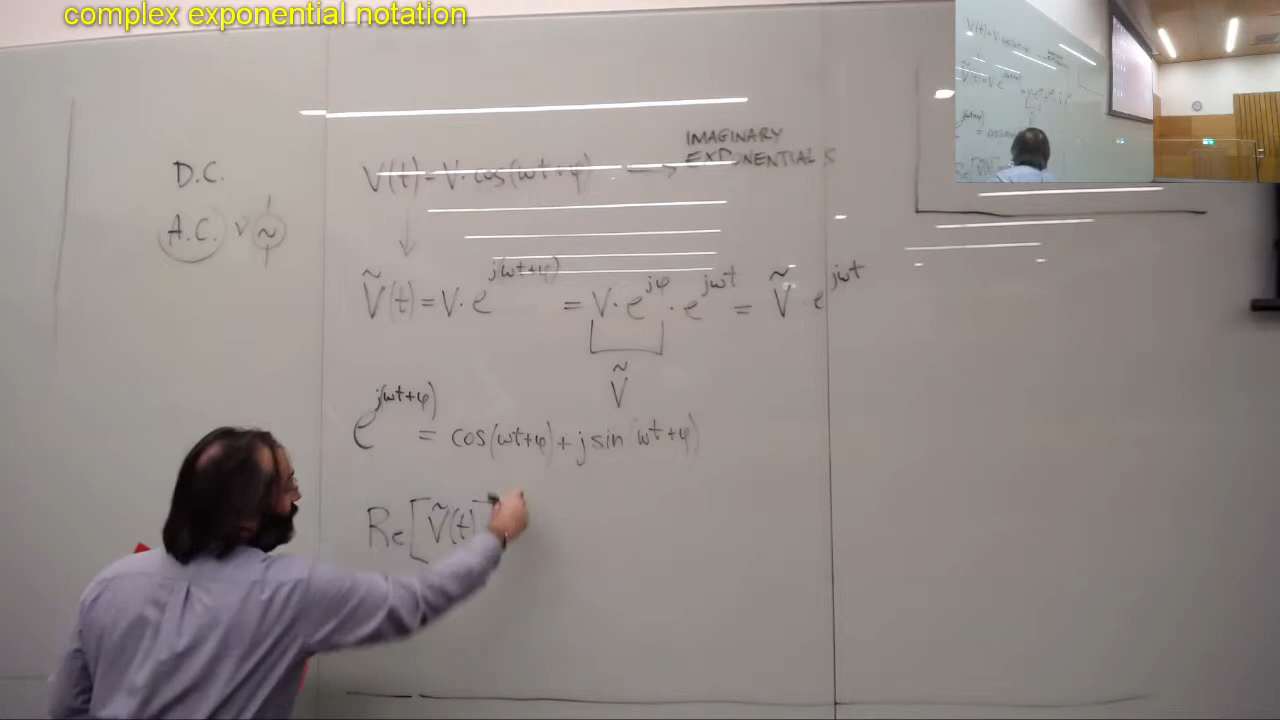 complex exponential notation
D.C.
A.C. V ~
V(t) = V·cos(ωt+φ) → IMAGINARY
EXPONENTIALS
Ṽ(t) = V·e^{j(ωt+φ)} = V·e^{jφ}·e^{jωt} = Ṽ·e^{jωt}
Ṽ
e^{j(ωt+φ)} = cos(ωt+φ) + j sin(ωt+φ)
Re[Ṽ(t)]